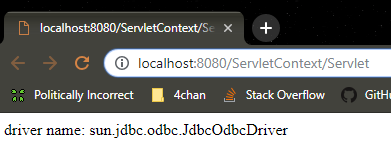 localhost:8080/ServletContext/Se
localhost:8080/ServletContext/Servlet
Politically Incorrect 4chan Stack Overflow GitHu
driver name: sun.jdbc.odbc.JdbcOdbcDriver